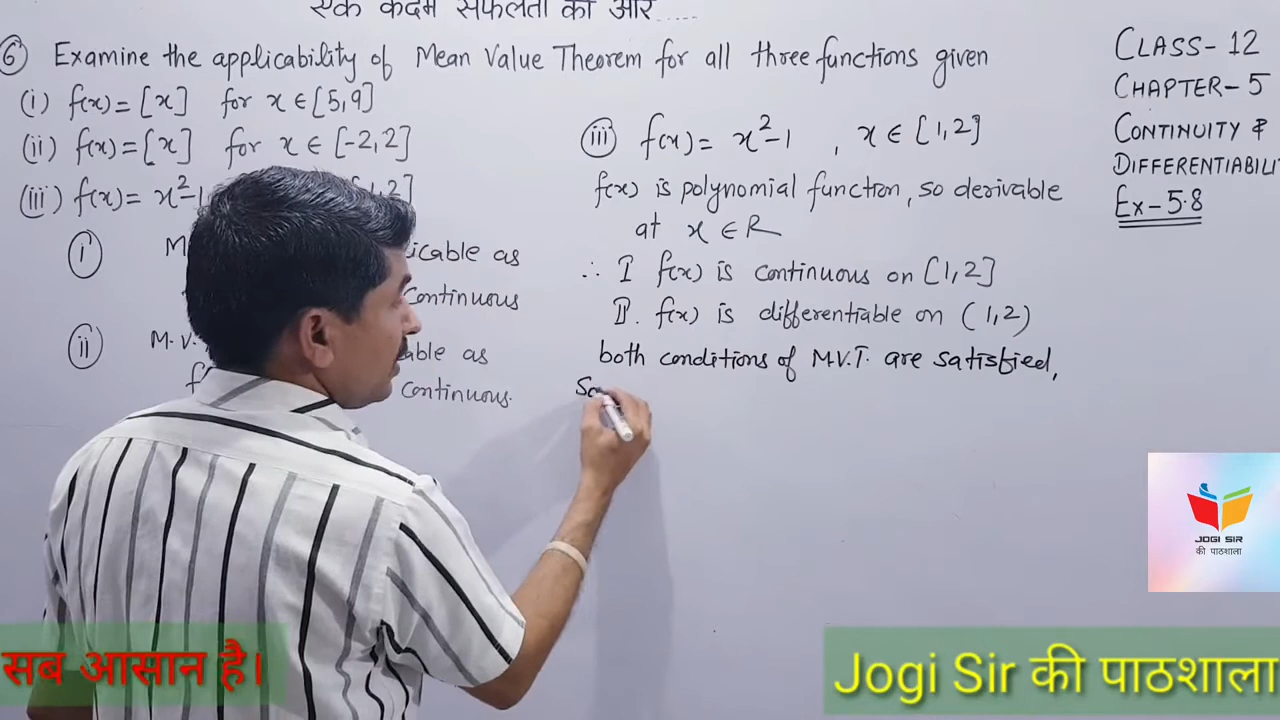 एक कदम सफलता की ओर.....
⑥ Examine the applicability of Mean Value Theorem for all three functions given
(i) f(x) = [x] for x ∈ [5,9]
(ii) f(x) = [x] for x ∈ [-2,2]
(iii) f(x) = x²-1 ,2]
i M icable as
continuous
ii M.V. able as
f continuous.
iii f(x) = x²-1 , x ∈ [1,2]
f(x) is polynomial function, so derivable
at x ∈ R
∴ I f(x) is continuous on [1,2]
II. f(x) is differentiable on (1,2)
both conditions of M.V.T. are satisfied,
So
CLASS-12
CHAPTER-5
CONTINUITY &
DIFFERENTIABILI
Ex-5.8
JOGI SIR
की पाठशाला
सब आसान है।
Jogi Sir की पाठशाला